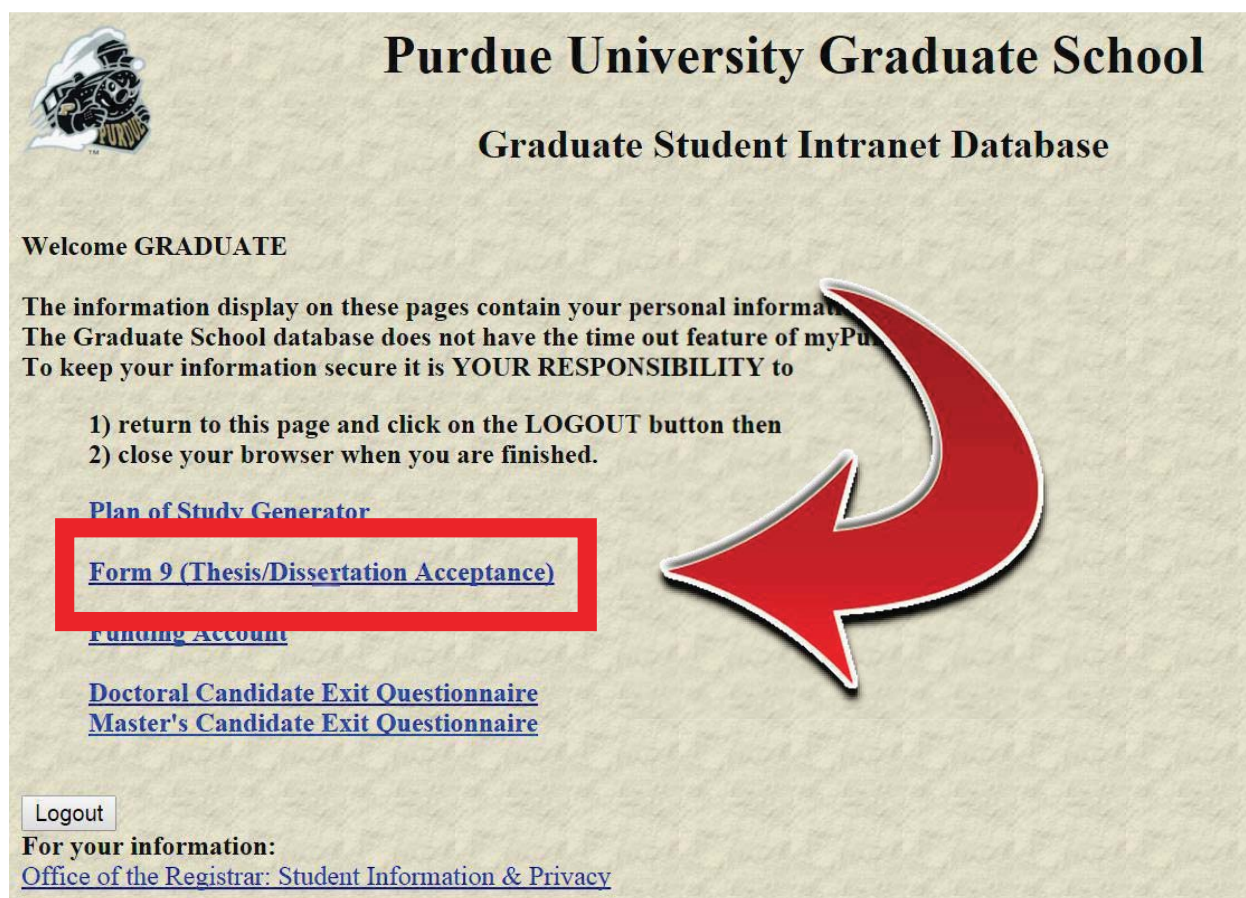 Purdue University Graduate School
PURDUE
TM
Graduate Student Intranet Database
Welcome GRADUATE
The information display on these pages contain your personal
The Graduate School database does not have the time out feature of
To keep your information secure it is YOUR RESPONSIBILITY to
1) return to this page and click on the LOGOUT button then
2) close your browser when you are finished.
Plan of Study Generator
Form 9 (Thesis/Dissertation Acceptance)
Funding Account
Doctoral Candidate Exit Questionnaire
Master's Candidate Exit Questionnaire
Logout
For your information:
Office of the Registrar: Student Information & Privacy